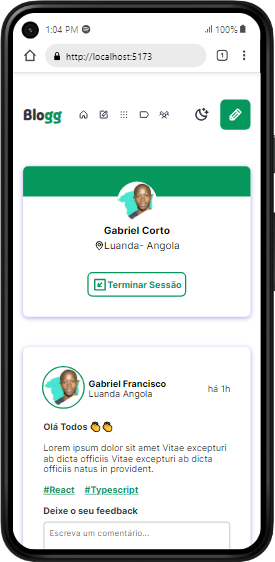 1:04 PM
100%
http://localhost:5173
1
Blogg
Gabriel Corto
Luanda- Angola
Terminar Sessão
Gabriel Francisco
Luanda Angola
há 1h
Olá Todos 👏👏
Lorem ipsum dolor sit amet Vitae excepturi
ab dicta officiis Vitae excepturi ab dicta
officiis natus in provident.
#React #Typescript
Deixe o seu feedback
Escreva um comentário...